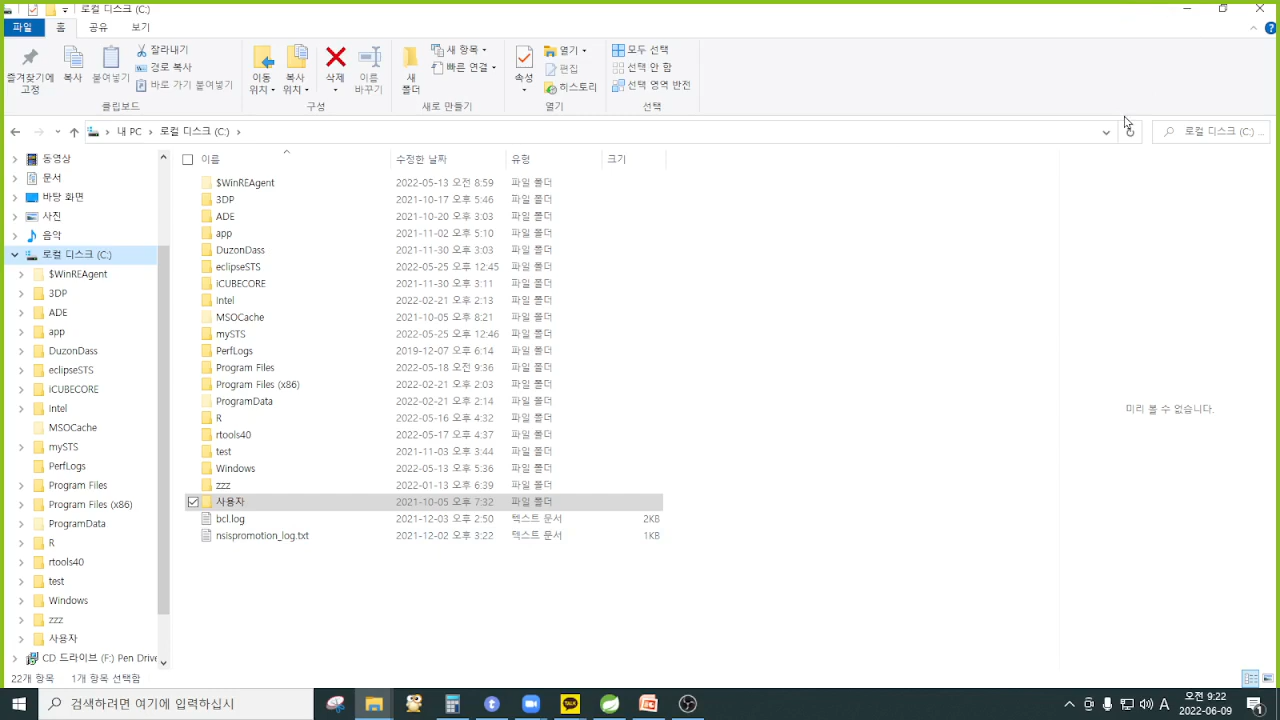 로컬 디스크 (C:)
파일 홈 공유 보기
즐겨찾기에 고정
복사
붙여넣기
잘라내기
경로 복사
바로 가기 붙여넣기
클립보드
이동 위치
복사 위치
삭제
이름 바꾸기
구성
새 폴더
새 항목
빠른 연결
새로 만들기
속성
열기
편집
히스토리
열기
모두 선택
선택 안 함
선택 영역 반전
선택
내 PC > 로컬 디스크 (C:) >
로컬 디스크 (C:) ...
동영상
문서
바탕 화면
사진
음악
로컬 디스크 (C:)
$WinREAgent
3DP
ADE
app
DuzonDass
eclipseSTS
iCUBECORE
Intel
MSOCache
mySTS
PerfLogs
Program Files
Program Files (x86)
ProgramData
R
rtools40
test
Windows
zzz
사용자
CD 드라이브 (F:) Pen Drive
이름 수정한 날짜 유형 크기
$WinREAgent 2022-05-13 오전 8:59 파일 폴더
3DP 2021-10-17 오후 5:46 파일 폴더
ADE 2021-10-20 오후 3:03 파일 폴더
app 2021-11-02 오후 5:10 파일 폴더
DuzonDass 2021-11-30 오후 3:03 파일 폴더
eclipseSTS 2022-05-25 오후 12:45 파일 폴더
iCUBECORE 2021-11-30 오후 3:11 파일 폴더
Intel 2022-02-21 오후 2:13 파일 폴더
MSOCache 2021-10-05 오후 8:21 파일 폴더
mySTS 2022-05-25 오후 12:46 파일 폴더
PerfLogs 2019-12-07 오후 6:14 파일 폴더
Program Files 2022-05-18 오전 9:36 파일 폴더
Program Files (x86) 2022-02-21 오후 2:03 파일 폴더
ProgramData 2022-02-21 오후 2:14 파일 폴더
R 2022-05-16 오후 4:32 파일 폴더
rtools40 2022-05-17 오후 4:37 파일 폴더
test 2021-11-03 오후 3:44 파일 폴더
Windows 2022-05-13 오후 5:36 파일 폴더
zzz 2022-01-13 오후 6:39 파일 폴더
사용자 2021-10-05 오후 7:32 파일 폴더
bcl.log 2021-12-03 오후 2:50 텍스트 문서 2KB
nsispromotion_log.txt 2021-12-02 오후 3:22 텍스트 문서 1KB
미리 볼 수 없습니다.
22개 항목 1개 항목 선택함
검색하려면 여기에 입력하십시
TALK
A
오전 9:22
2022-06-09
1